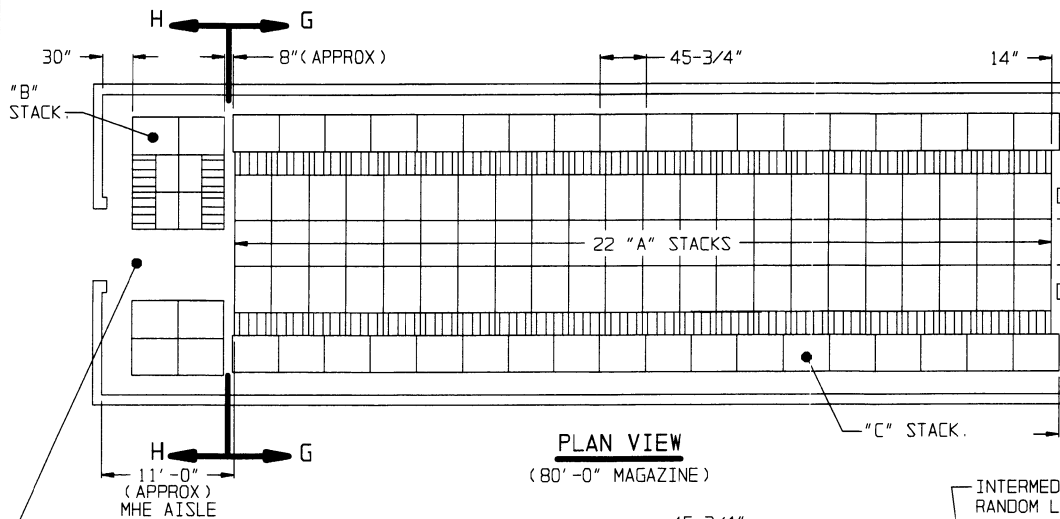 H G
30"
8"(APPROX)
45-3/4"
14"
"B"
STACK.
22 "A" STACKS
"C" STACK.
H G
PLAN VIEW
(80'-0" MAGAZINE)
11'-0"
(APPROX)
MHE AISLE
INTERMED
RANDOM L
45-3/4"